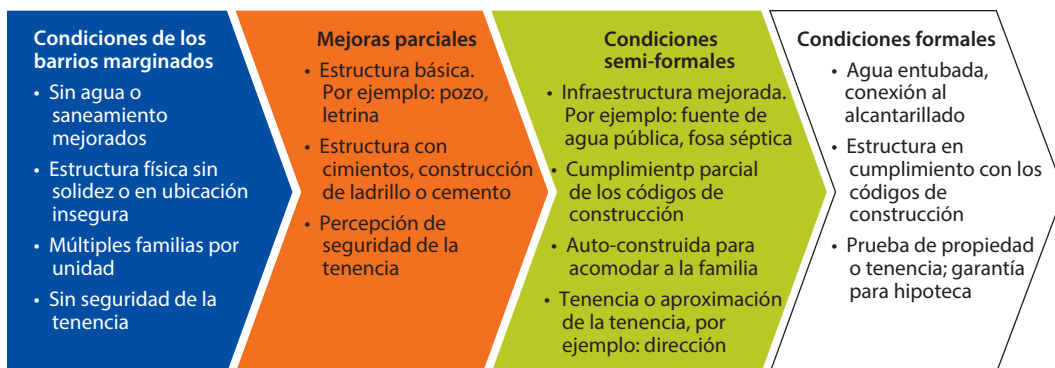 Condiciones de los
barrios marginados
• Sin agua o
saneamiento
mejorados
• Estructura física sin
solidez o en ubicación
insegura
• Múltiples familias por
unidad
• Sin seguridad de la
tenencia
Mejoras parciales
• Estructura básica.
Por ejemplo: pozo,
letrina
• Estructura con
cimientos, construcción
de ladrillo o cemento
• Percepción de
seguridad de la
tenencia
Condiciones
semi-formales
• Infraestructura mejorada.
Por ejemplo: fuente de
agua pública, fosa séptica
• Cumplimientp parcial
de los códigos de
construcción
• Auto-construida para
acomodar a la familia
• Tenencia o aproximación
de la tenencia, por
ejemplo: dirección
Condiciones formales
• Agua entubada,
conexión al
alcantarillado
• Estructura en
cumplimiento con los
códigos de
construcción
• Prueba de propiedad
o tenencia; garantía
para hipoteca